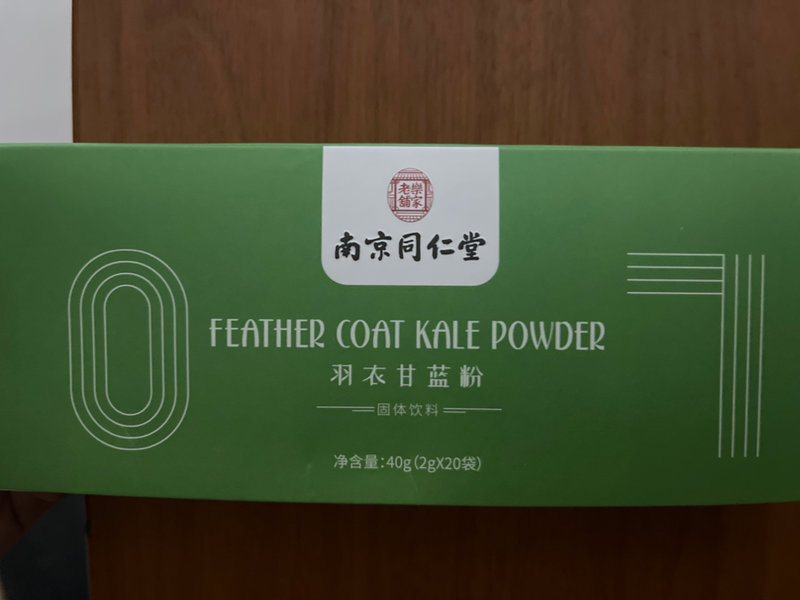 老樂
舖家
南京同仁堂
FEATHER COAT KALE POWDER
羽衣甘蓝粉
固体饮料
净含量:40g(2gX20袋)